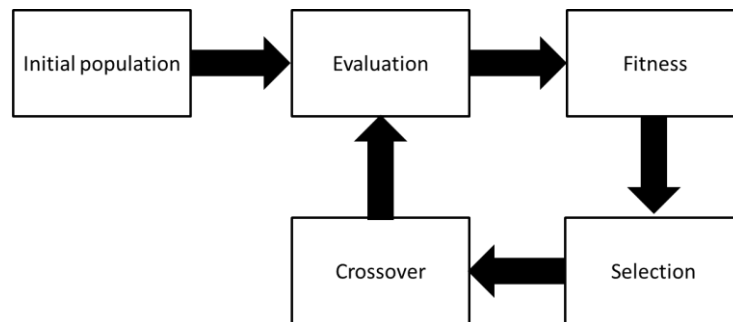 Initial population
Evaluation
Fitness
Crossover
Selection